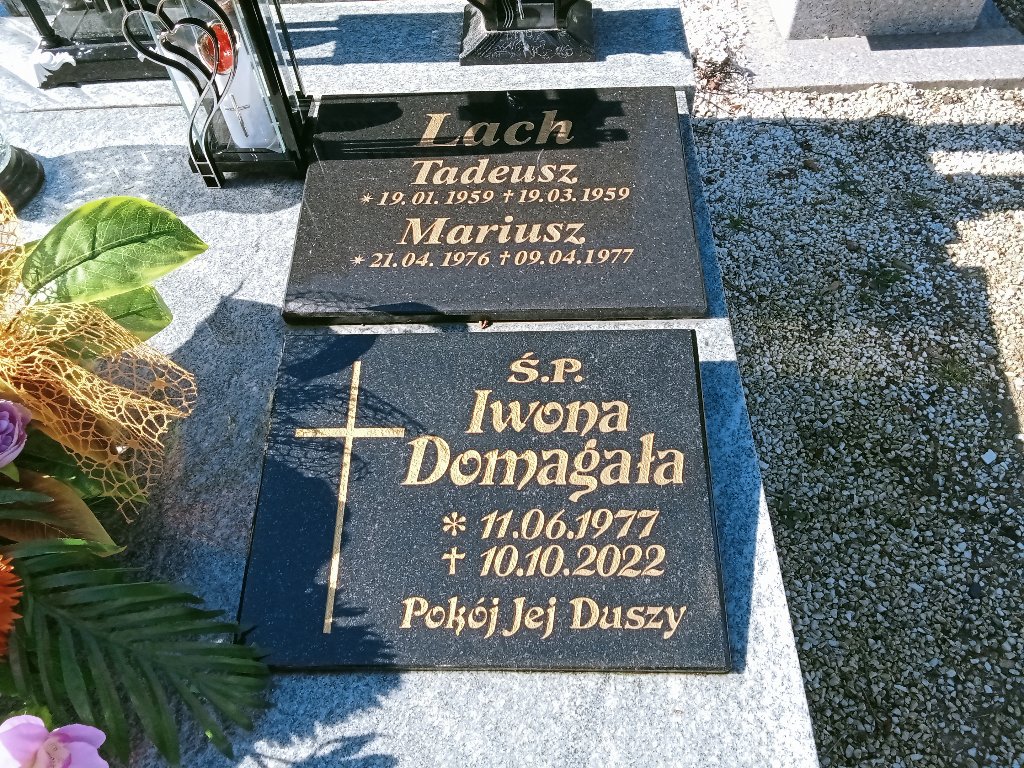 Lach
Tadeusz
* 19.01.1959 † 19.03.1959
Mariusz
* 21.04.1976 † 09.04.1977
Ś.P.
Iwona
Domagała
* 11.06.1977
† 10.10.2022
Pokój Jej Duszy